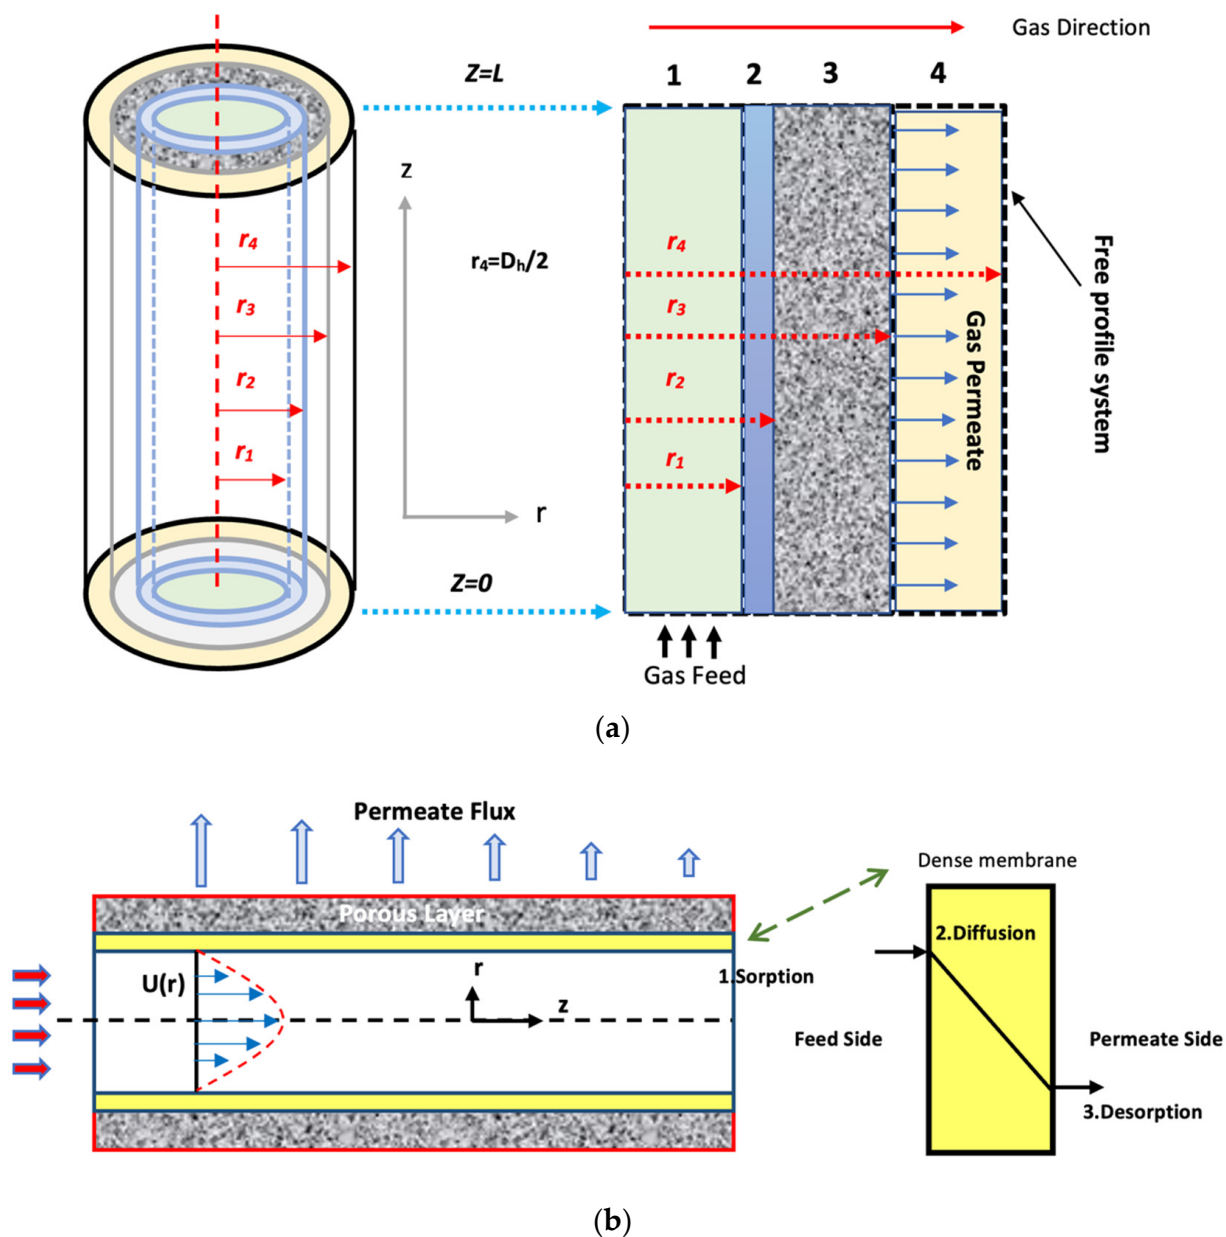 Gas Direction
1 2 3 4
Z=L
z
r4
r4=Dh/2
r3
r2
r1
r
Z=0
r4
r3
r2
r1
Gas Permeate
Free profile system
Gas Feed
(a)
Permeate Flux
Porous Layer
U(r)
r
z
Dense membrane
2.Diffusion
1.Sorption
Feed Side
Permeate Side
3.Desorption
(b)